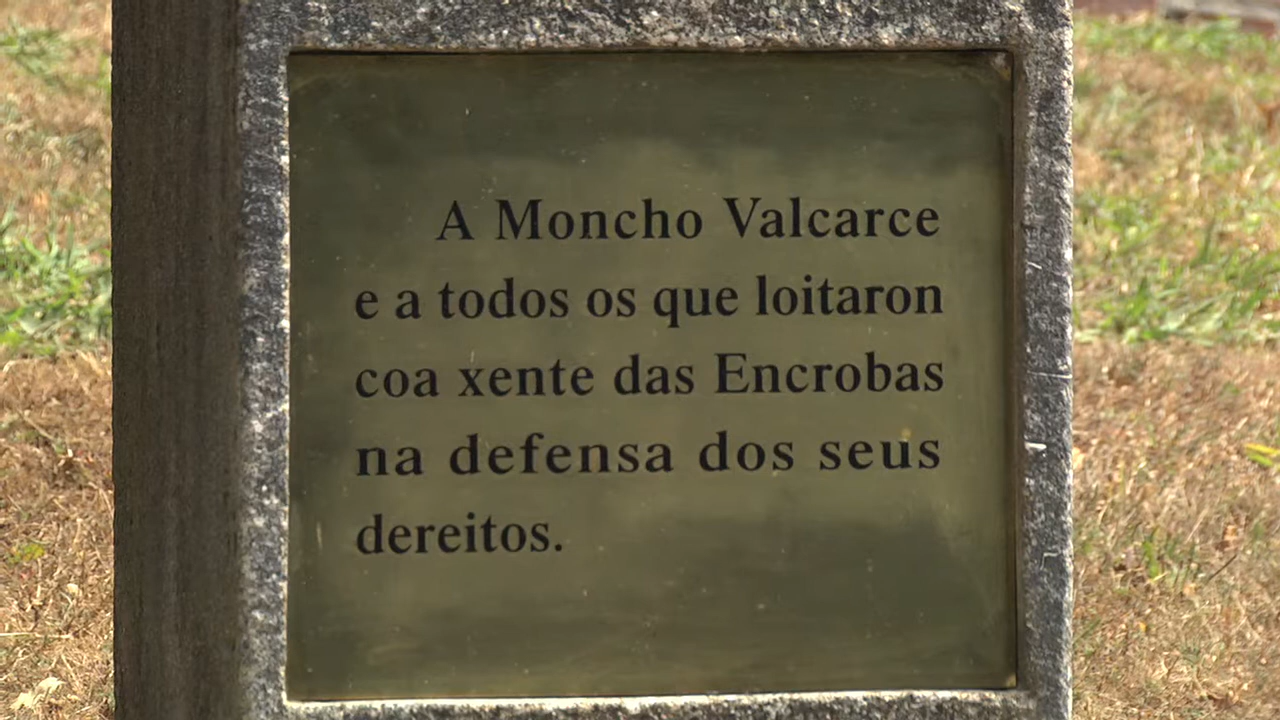 A Moncho Valcarce
e a todos os que loitaron
coa xente das Encrobas
na defensa dos seus
dereitos.